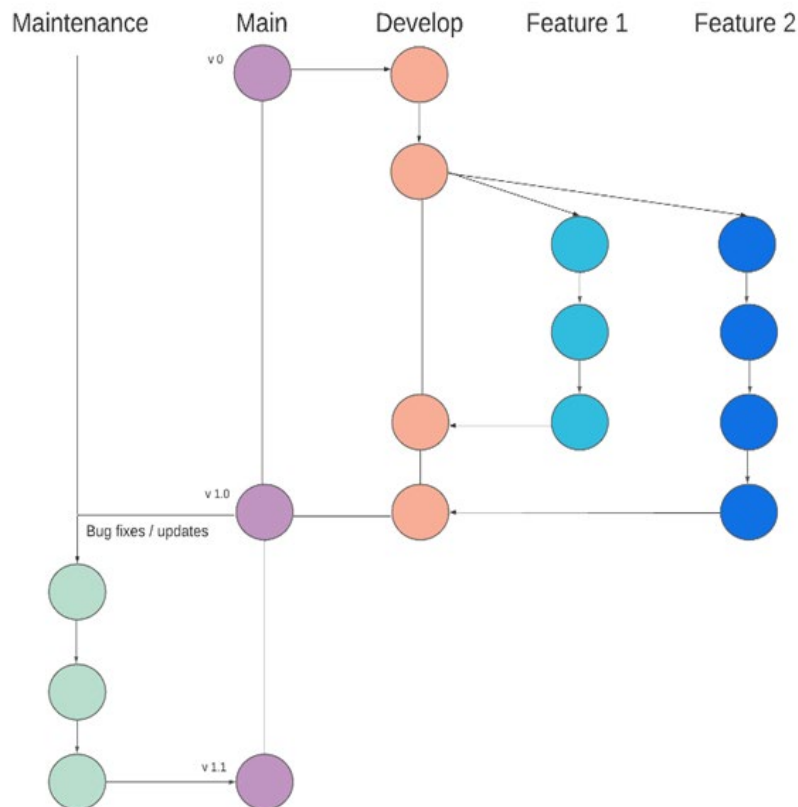 Maintenance Main Develop Feature 1 Feature 2
v 0
v 1.0
Bug fixes / updates
v 1.1